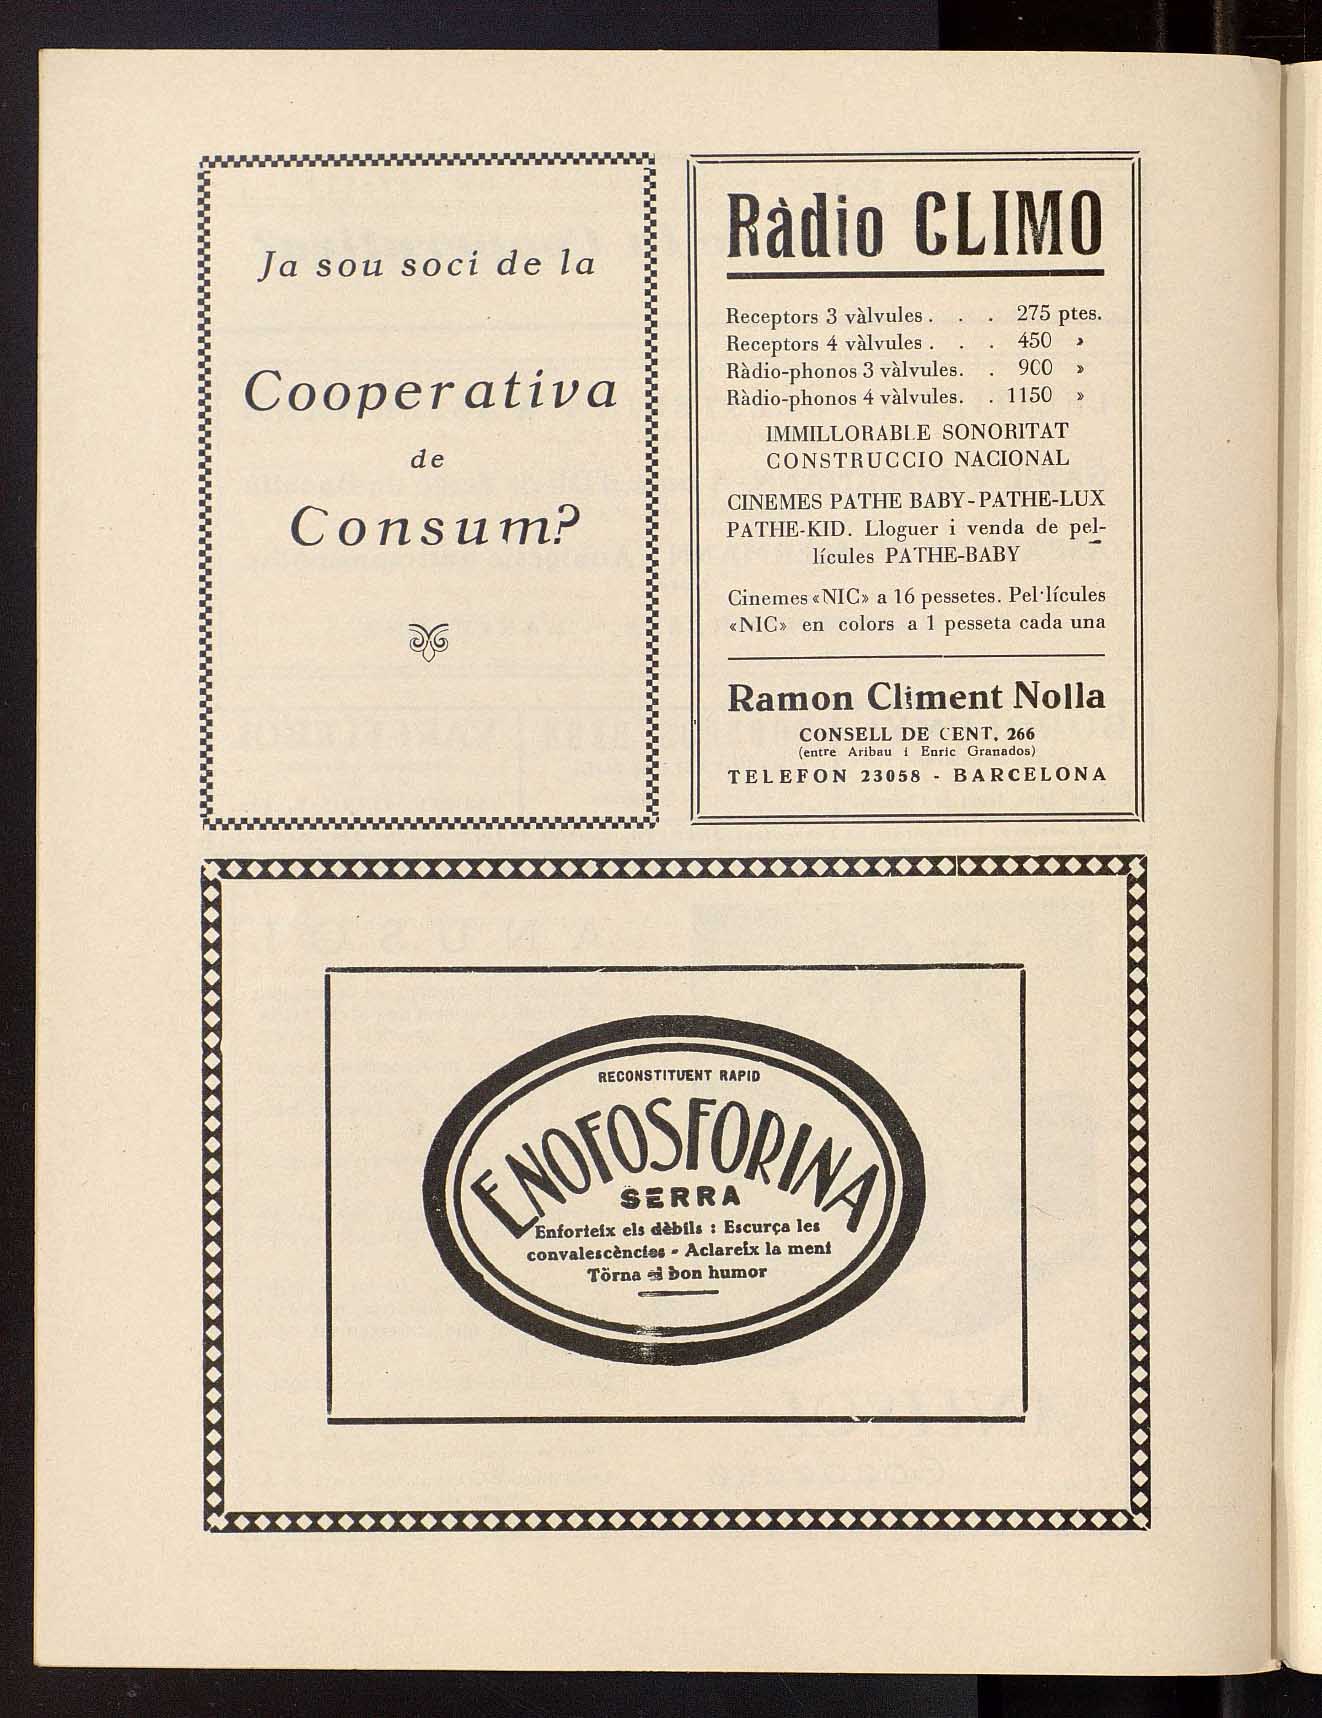 Ja sou soci de la
Cooperativa
de
Consum?
Ràdio CLIMO
Receptors 3 vàlvules . . . 275 ptes.
Receptors 4 vàlvules . . . 450 »
Ràdio-phonos 3 vàlvules. . 900 »
Ràdio-phonos 4 vàlvules. . 1150 »
IMMILLORABLE SONORITAT
CONSTRUCCIO NACIONAL
CINEMES PATHE BABY-PATHE-LUX
PATHE-KID. Lloguer i venda de pel-
lícules PATHE-BABY
Cinemes «NIC» a 16 pessetes. Pel·lícules
«NIC» en colors a 1 pesseta cada una
Ramon Climent Nolla
CONSELL DE CENT, 266
(entre Aribau i Enric Granados)
TELEFON 23058 - BARCELONA
RECONSTITUENT RAPID
ENOFOSFORINA
SERRA
Enforteix els dèbils : Escurça les
convalescències - Aclareix la ment
Törna el bon humor